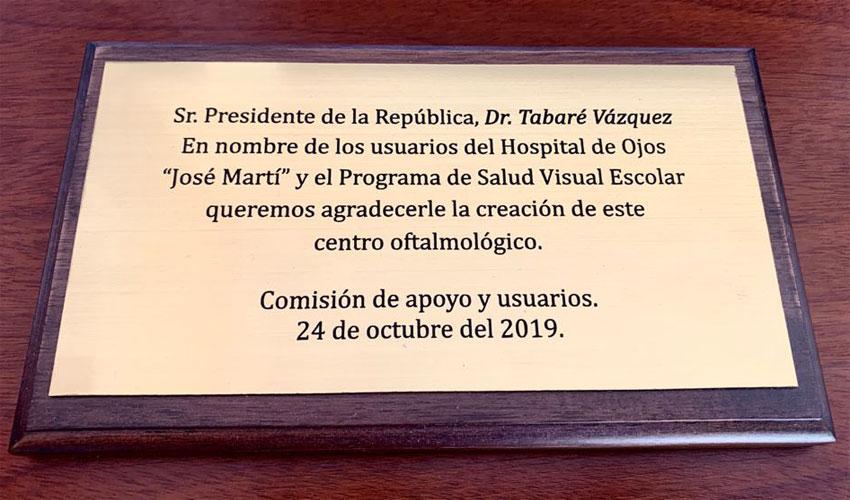 Sr. Presidente de la República, Dr. Tabaré Vázquez
En nombre de los usuarios del Hospital de Ojos
“José Martí” y el Programa de Salud Visual Escolar
queremos agradecerle la creación de este
centro oftalmológico.
Comisión de apoyo y usuarios.
24 de octubre del 2019.